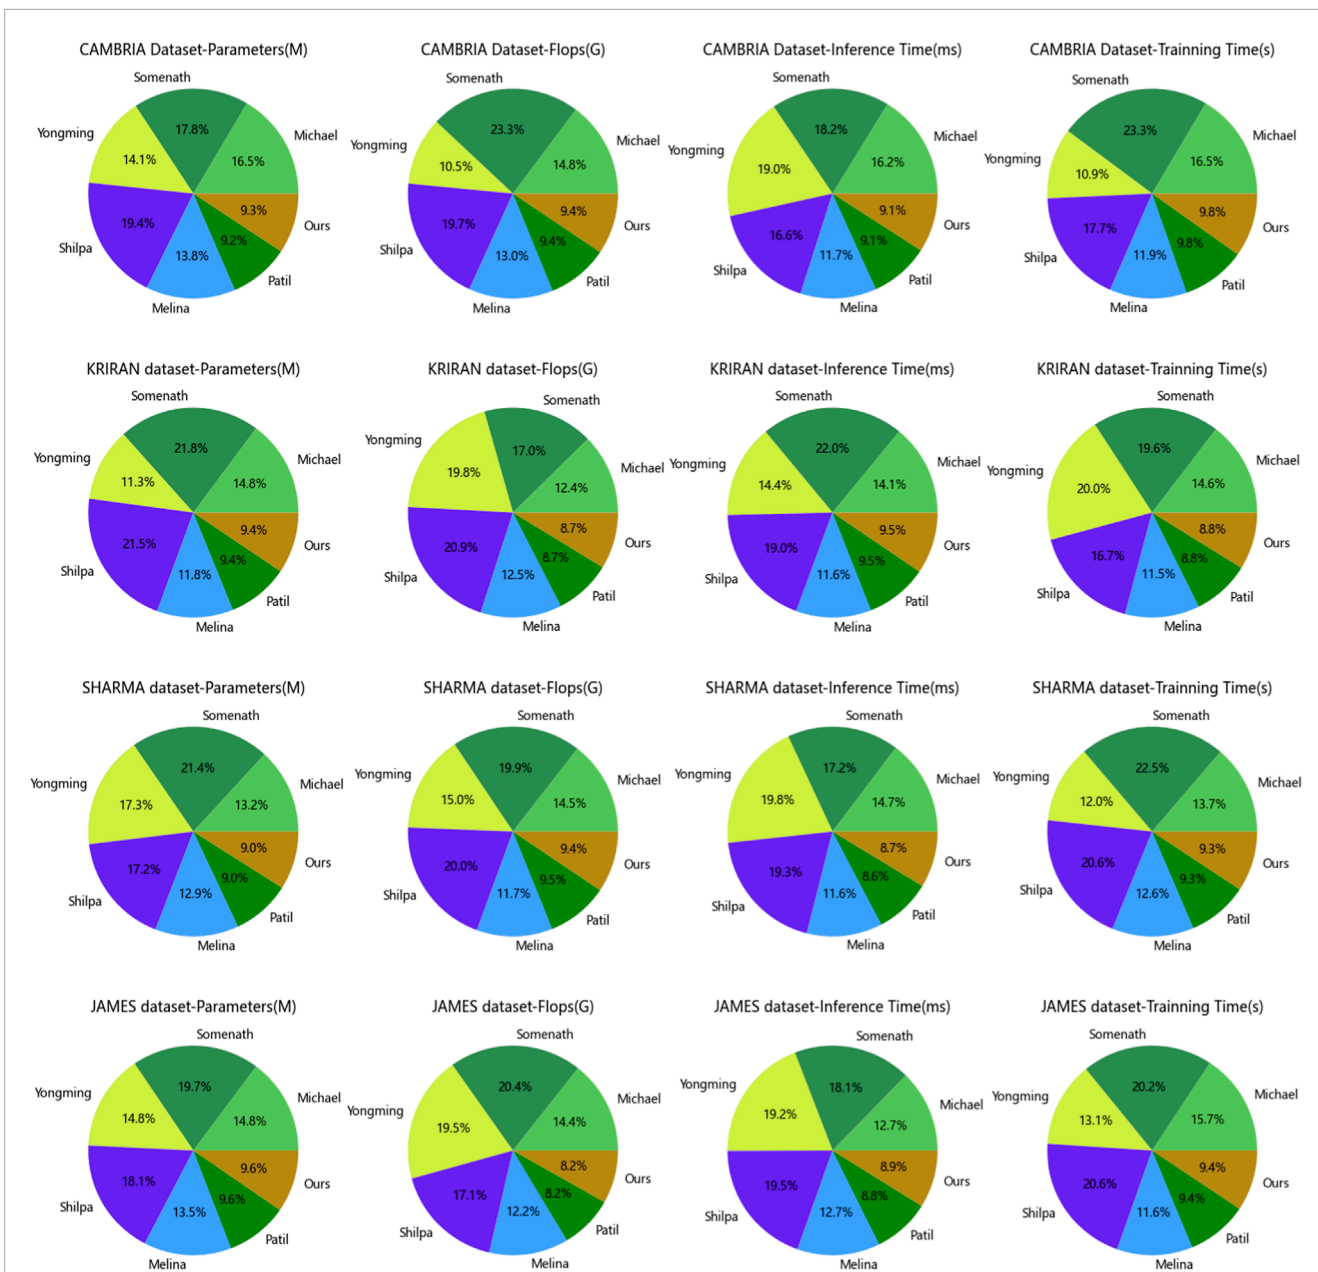 CAMBRIA Dataset-Parameters(M)
Somenath
Yongming
Michael
17.8%
14.1%
16.5%
19.4%
9.3%
9.2%
13.8%
Shilpa
Ours
Patil
Melina
CAMBRIA Dataset-Flops(G)
Somenath
Yongming
Michael
23.3%
10.5%
14.8%
19.7%
9.4%
9.4%
13.0%
Shilpa
Ours
Patil
Melina
CAMBRIA Dataset-Inference Time(ms)
Somenath
Yongming
Michael
18.2%
19.0%
16.2%
16.6%
9.1%
9.1%
11.7%
Shilpa
Ours
Patil
Melina
CAMBRIA Dataset-Trainning Time(s)
Somenath
Yongming
Michael
23.3%
10.9%
16.5%
17.7%
9.8%
9.8%
11.9%
Shilpa
Ours
Patil
Melina
KRIRAN dataset-Parameters(M)
Somenath
Yongming
Michael
21.8%
11.3%
14.8%
21.5%
9.4%
9.4%
11.8%
Shilpa
Ours
Patil
Melina
KRIRAN dataset-Flops(G)
Somenath
Yongming
Michael
17.0%
19.8%
12.4%
20.9%
8.7%
8.7%
12.5%
Shilpa
Ours
Patil
Melina
KRIRAN dataset-Inference Time(ms)
Somenath
Yongming
Michael
22.0%
14.4%
14.1%
19.0%
9.5%
9.5%
11.6%
Shilpa
Ours
Patil
Melina
KRIRAN dataset-Trainning Time(s)
Somenath
Yongming
Michael
19.6%
20.0%
14.6%
16.7%
8.8%
8.8%
11.5%
Shilpa
Ours
Patil
Melina
SHARMA dataset-Parameters(M)
Somenath
Yongming
Michael
21.4%
17.3%
13.2%
17.2%
9.0%
9.0%
12.9%
Shilpa
Ours
Patil
Melina
SHARMA dataset-Flops(G)
Somenath
Yongming
Michael
19.9%
15.0%
14.5%
20.0%
9.4%
9.5%
11.7%
Shilpa
Ours
Patil
Melina
SHARMA dataset-Inference Time(ms)
Somenath
Yongming
Michael
17.2%
19.8%
14.7%
19.3%
8.7%
8.6%
11.6%
Shilpa
Ours
Patil
Melina
SHARMA dataset-Trainning Time(s)
Somenath
Yongming
Michael
22.5%
12.0%
13.7%
20.6%
9.3%
9.3%
12.6%
Shilpa
Ours
Patil
Melina
JAMES dataset-Parameters(M)
Somenath
Yongming
Michael
19.7%
14.8%
14.8%
18.1%
9.6%
9.6%
13.5%
Shilpa
Ours
Patil
Melina
JAMES dataset-Flops(G)
Somenath
Yongming
Michael
20.4%
19.5%
14.4%
17.1%
8.2%
8.2%
12.2%
Shilpa
Ours
Patil
Melina
JAMES dataset-Inference Time(ms)
Somenath
Yongming
Michael
18.1%
19.2%
12.7%
19.5%
8.9%
8.8%
12.7%
Shilpa
Ours
Patil
Melina
JAMES dataset-Trainning Time(s)
Somenath
Yongming
Michael
20.2%
13.1%
15.7%
20.6%
9.4%
9.4%
11.6%
Shilpa
Ours
Patil
Melina